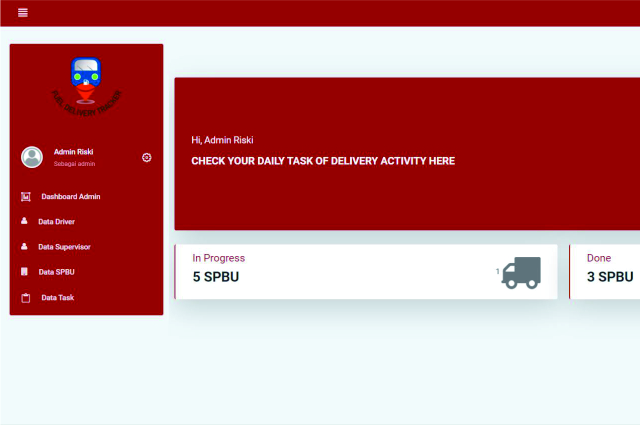 FUEL DELIVERY TRACKER
Admin Riski
Sebagai admin
Dashboard Admin
Data Driver
Data Supervisor
Data SPBU
Data Task
Hi, Admin Riski
CHECK YOUR DAILY TASK OF DELIVERY ACTIVITY HERE
In Progress
5 SPBU
1
Done
3 SPBU